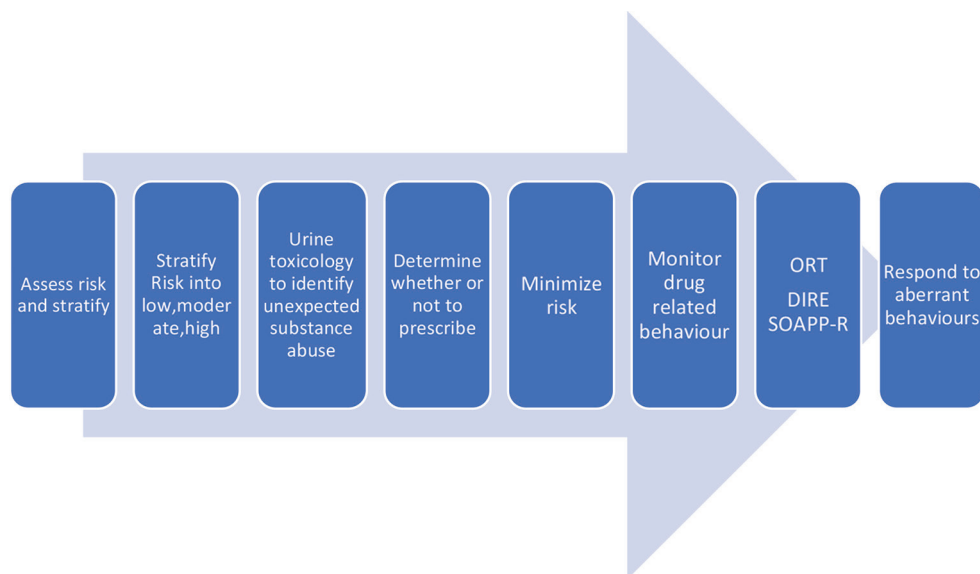 Assess risk
and stratify
Stratify
Risk into
low,moder
ate,high
Urine
toxicology
to identify
unexpected
substance
abuse
Determine
whether or
not to
prescribe
Minimize
risk
Monitor
drug
related
behaviour
ORT
DIRE
SOAPP-R
Respond to
aberrant
behaviours